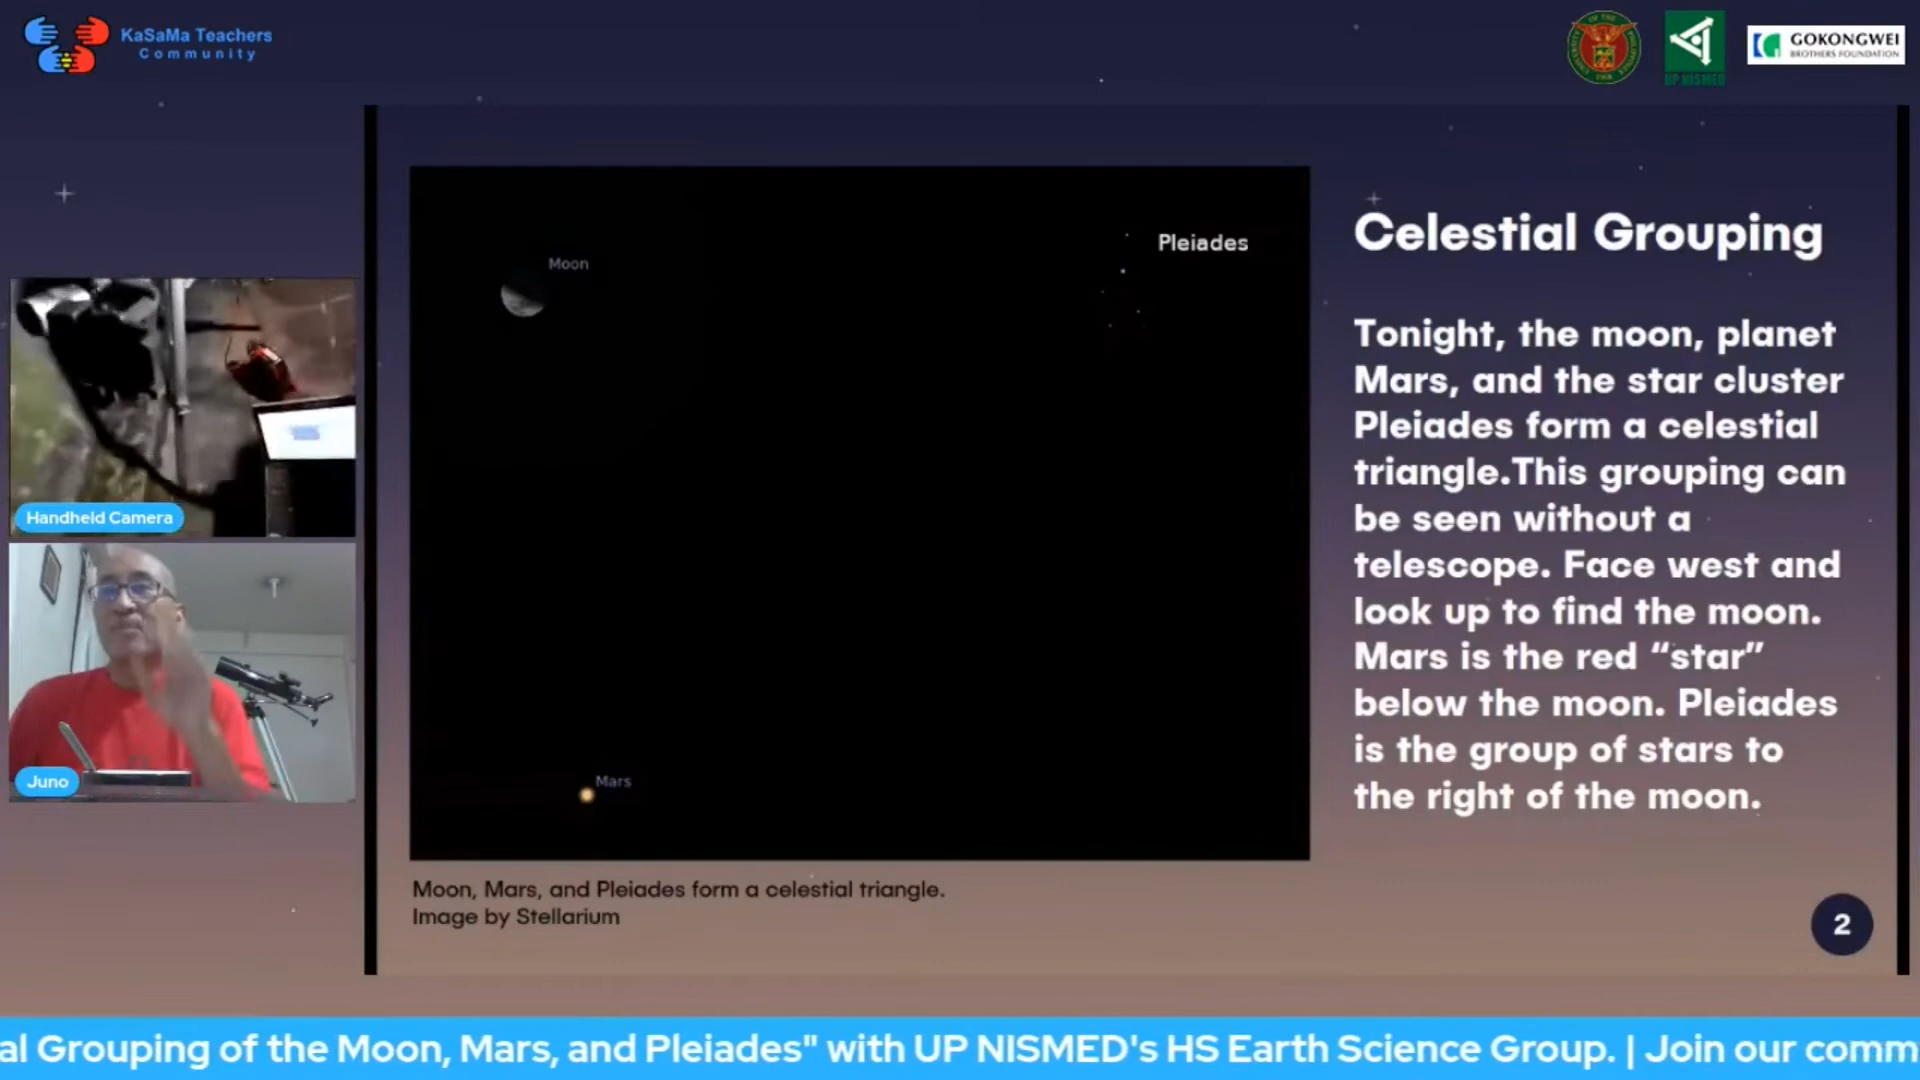 KaSaMa Teachers
Community
UP NISMED
GOKONGWEI
BROTHERS FOUNDATION
Moon
Pleiades
Mars
Celestial Grouping
Tonight, the moon, planet
Mars, and the star cluster
Pleiades form a celestial
triangle.This grouping can
be seen without a
telescope. Face west and
look up to find the moon.
Mars is the red “star”
below the moon. Pleiades
is the group of stars to
the right of the moon.
Handheld Camera
Juno
Moon, Mars, and Pleiades form a celestial triangle.
Image by Stellarium
2
al Grouping of the Moon, Mars, and Pleiades" with UP NISMED's HS Earth Science Group. | Join our comm